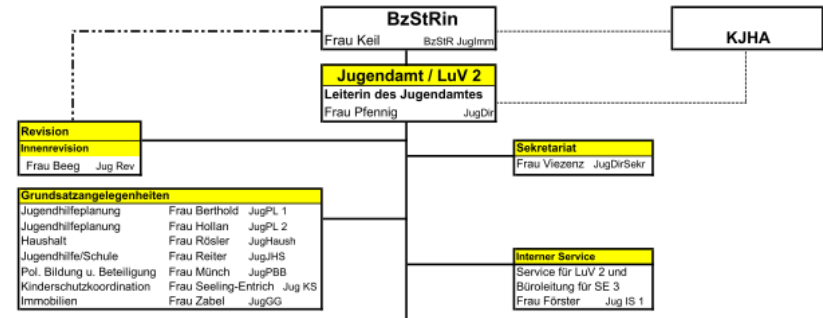 BzStRin
Frau Keil BzStR JugImm
KJHA
Jugendamt / LuV 2
Leiterin des Jugendamtes
Frau Pfennig JugDir
Revision
Innenrevision
Frau Beeg Jug Rev
Sekretariat
Frau Viezenz JugDirSekr
Grundsatzangelegenheiten
Jugendhilfeplanung Frau Berthold JugPL 1
Jugendhilfeplanung Frau Hollan JugPL 2
Haushalt Frau Rösler JugHaush
Jugendhilfe/Schule Frau Reiter JugJHS
Pol. Bildung u. Beteiligung Frau Münch JugPBB
Kinderschutzkoordination Frau Seeling-Entrich Jug KS
Immobilien Frau Zabel JugGG
Interner Service
Service für LuV 2 und
Büroleitung für SE 3
Frau Förster Jug IS 1